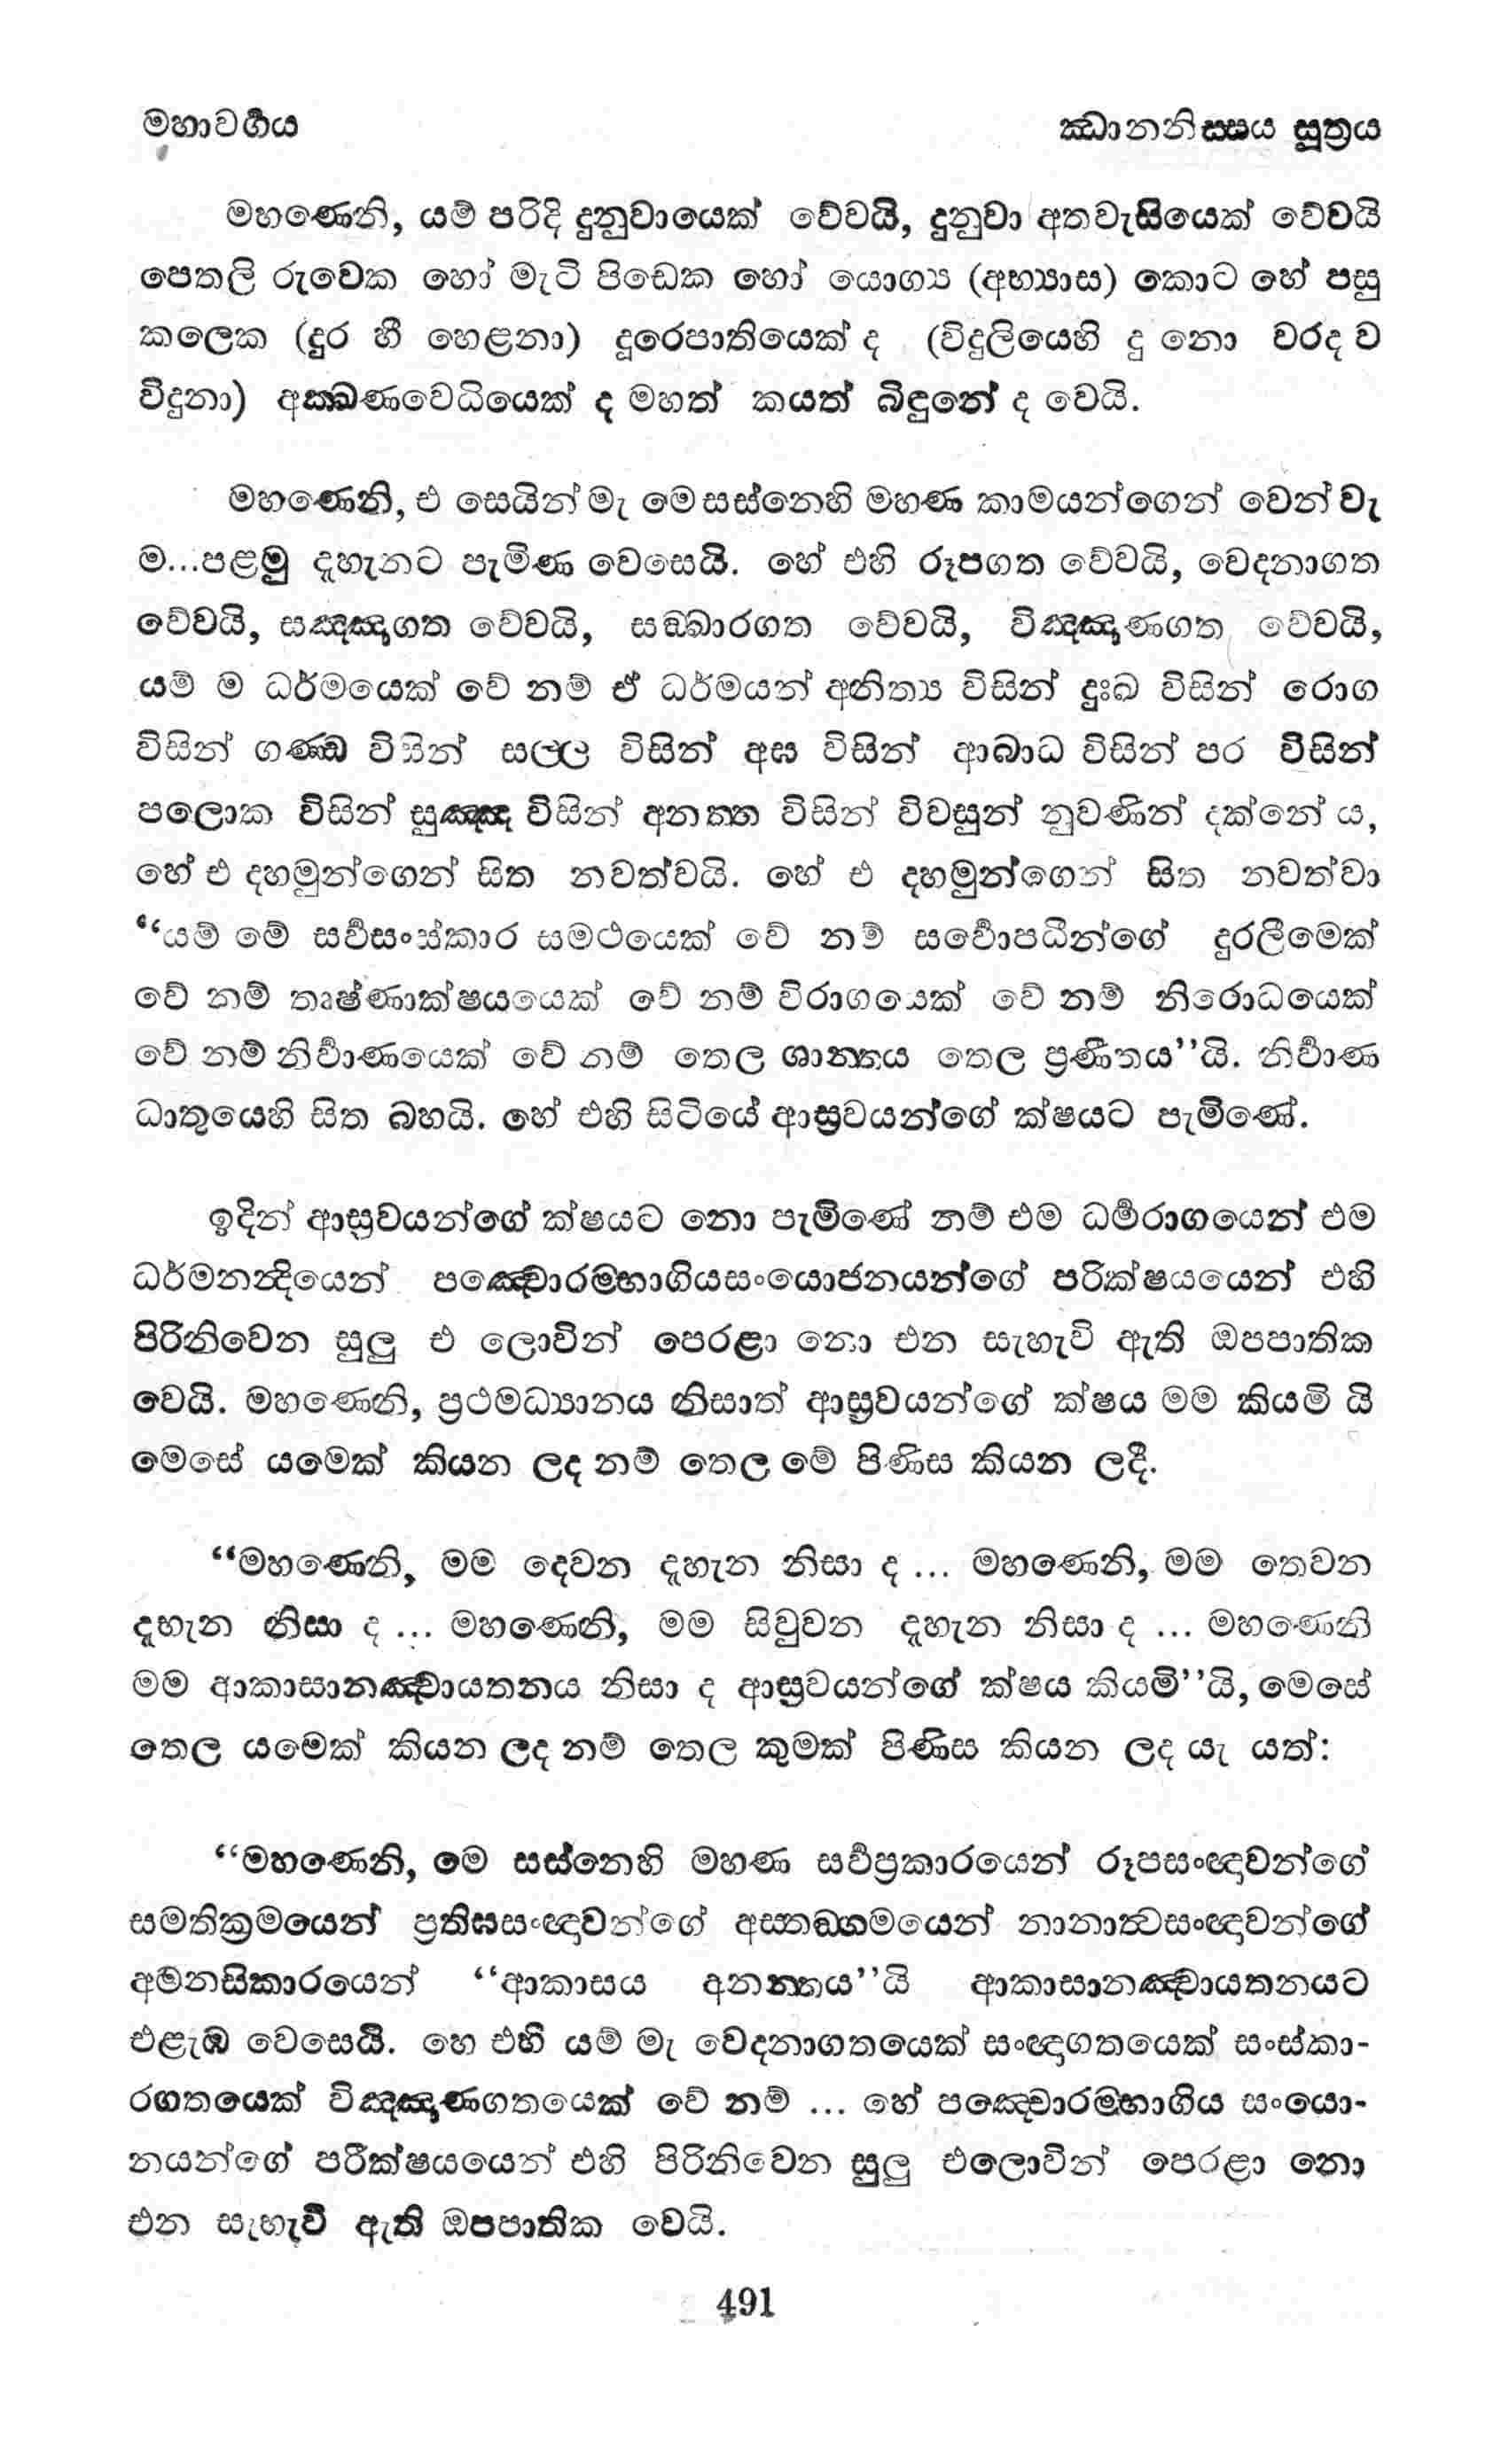 මහාවර්‍ගය
ඣානනිස්සය සූත්‍රය
මහණෙනි, යම් පරිදි දුනුවායෙක් වේවයි, දුනුවා අතවැසියෙක් වේවයි
පෙතලි රුවෙක හෝ මැටි පිඩෙක හෝ යොග්‍ය (අභ්‍යාස) කොට හේ පසු
කලෙක (දුර හී හෙළනා) දූරෙපාතියෙක් ද (විදුලියෙහි දු නො වරද ව
විදුනා) අක්ඛණවෙධියෙක් ද මහත් කයත් බිඳුනේ ද වෙයි.
මහණෙනි, එ සෙයින් මැ මෙ සස්නෙහි මහණ කාමයන්ගෙන් වෙන් වැ
ම...පළමු දැහැනට පැමිණ වෙසෙයි. හේ එහි රූපගත වේවයි, වෙදනාගත
වේවයි, සඤ්ඤාගත වේවයි, සඞ්ඛාරගත වේවයි, විඤ්ඤාණගත වේවයි,
යම් ම ධර්මයෙක් වේ නම් ඒ ධර්මයන් අනිත්‍ය විසින් දුඃඛ විසින් රොග
විසින් ගණ්ඩ විසින් සල්ල විසින් අඝ විසින් ආබාධ විසින් පර විසින්
පලොක විසින් සුඤ්ඤ විසින් අනත්ත විසින් විවසුන් නුවණින් දක්නේ ය,
හේ එ දහමුන්ගෙන් සිත නවත්වයි. හේ එ දහමුන්ගෙන් සිත නවත්වා
“යම් මේ සර්‍වසංස්කාර සමථයෙක් වේ නම් සර්‍වොපධීන්ගේ දුරලීමෙක්
වේ නම් තෘෂ්ණාක්ෂයයෙක් වේ නම් විරාගයෙක් වේ නම් නිරොධයෙක්
වේ නම් නිර්‍වාණයෙක් වේ නම් තෙල ශාන්තය තෙල ප්‍රණීතය”යි. නිර්‍වාණ
ධාතුයෙහි සිත බහයි. හේ එහි සිටියේ ආස්‍රවයන්ගේ ක්ෂයට පැමිණේ.
ඉදින් ආස්‍රවයන්ගේ ක්ෂයට නො පැමිණේ නම් එම ධර්‍මරාගයෙන් එම
ධර්මනන්දියෙන් පඤ්චොරම්භාගියසංයොජනයන්ගේ පරික්ෂයයෙන් එහි
පිරිනිවෙන සුලු එ ලොවින් පෙරළා නො එන සැහැවි ඇති ඔපපාතික
වෙයි. මහණෙනි, ප්‍රථමධ්‍යානය නිසාත් ආස්‍රවයන්ගේ ක්ෂය මම කියමි යි
මෙසේ යමෙක් කියන ලද නම් තෙල මේ පිණිස කියන ලදී.
“මහණෙනි, මම දෙවන දැහැන නිසා ද ... මහණෙනි, මම තෙවන
දැහැන නිසා ද ... මහණෙනි, මම සිවුවන දැහැන නිසා ද ... මහණෙනි
මම ආකාසානඤ්චායතනය නිසා ද ආස්‍රවයන්ගේ ක්ෂය කියමි”යි, මෙසේ
තෙල යමෙක් කියන ලද නම් තෙල කුමක් පිණිස කියන ලද යැ යත්:
“මහණෙනි, මෙ සස්නෙහි මහණ සර්‍වප්‍රකාරයෙන් රූපසංඥාවන්ගේ
සමතික්‍රමයෙන් ප්‍රතිඝසංඥාවන්ගේ අස්තඞ්ගමයෙන් නානාත්වසංඥාවන්ගේ
අමනසිකාරයෙන් “ආකාසය අනන්තය”යි ආකාසානඤ්චායතනයට
එළැඹ වෙසෙයි. හෙ එහි යම් මැ වෙදනාගතයෙක් සංඥාගතයෙක් සංස්කා-
රගතයෙක් විඤ්ඤාණගතයෙක් වේ නම් ... හේ පඤ්චොරම්භාගිය සංයො-
නයන්ගේ පරික්ෂයයෙන් එහි පිරිනිවෙන සුලු එලොවින් පෙරළා නො
එන සැහැවි ඇති ඔපපාතික වෙයි.
491